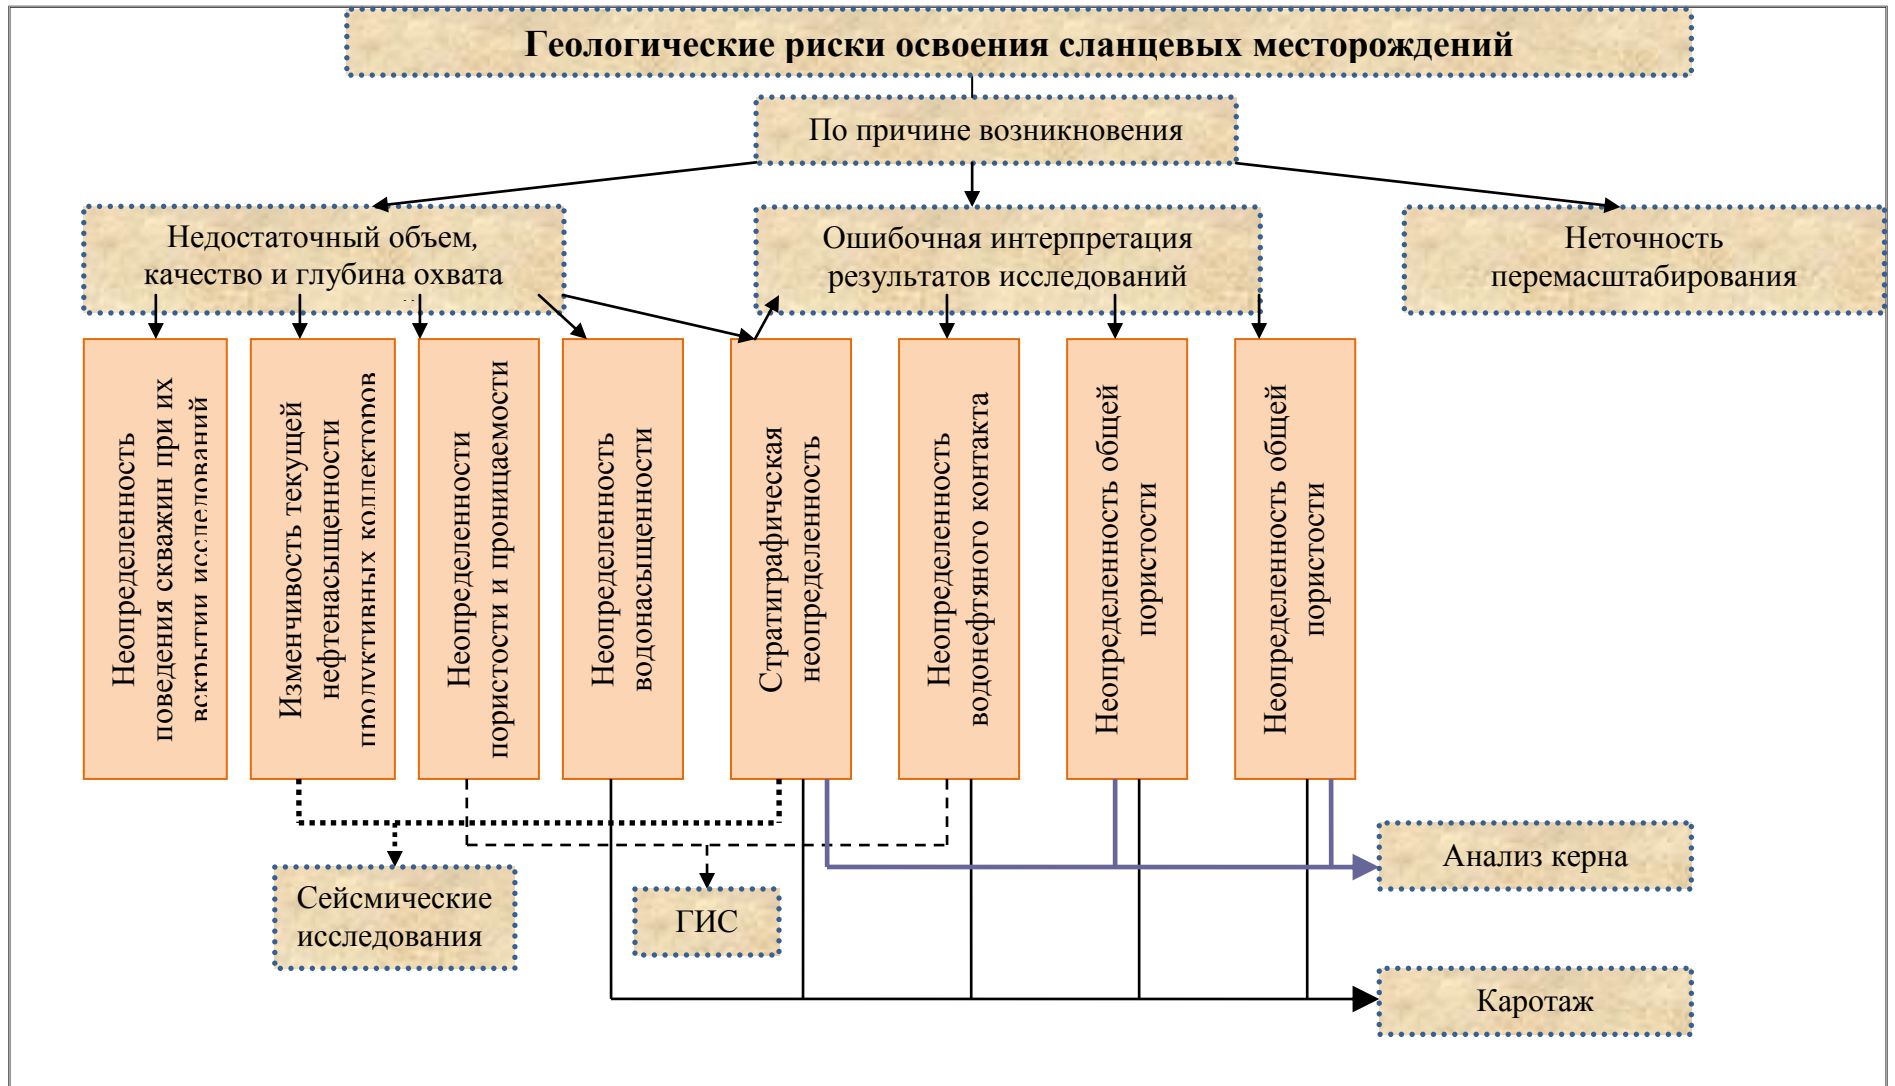 Геологические риски освоения сланцевых месторождений
По причине возникновения
Недостаточный объем,
качество и глубина охвата
Ошибочная интерпретация
результатов исследований
Неточность
перемасштабирования
Неопределенность
поведения скважин при их
вскрытии исследований
Изменчивость текущей
нефтенасыщенности
продуктивных коллекторов
Неопределенности
пористости и проницаемости
Неопределенность
водонасыщенности
Стратиграфическая
неопределенность
Неопределенность
водонефтяного контакта
Неопределенность общей
пористости
Неопределенность общей
пористости
Анализ керна
Сейсмические
исследования
ГИС
Каротаж